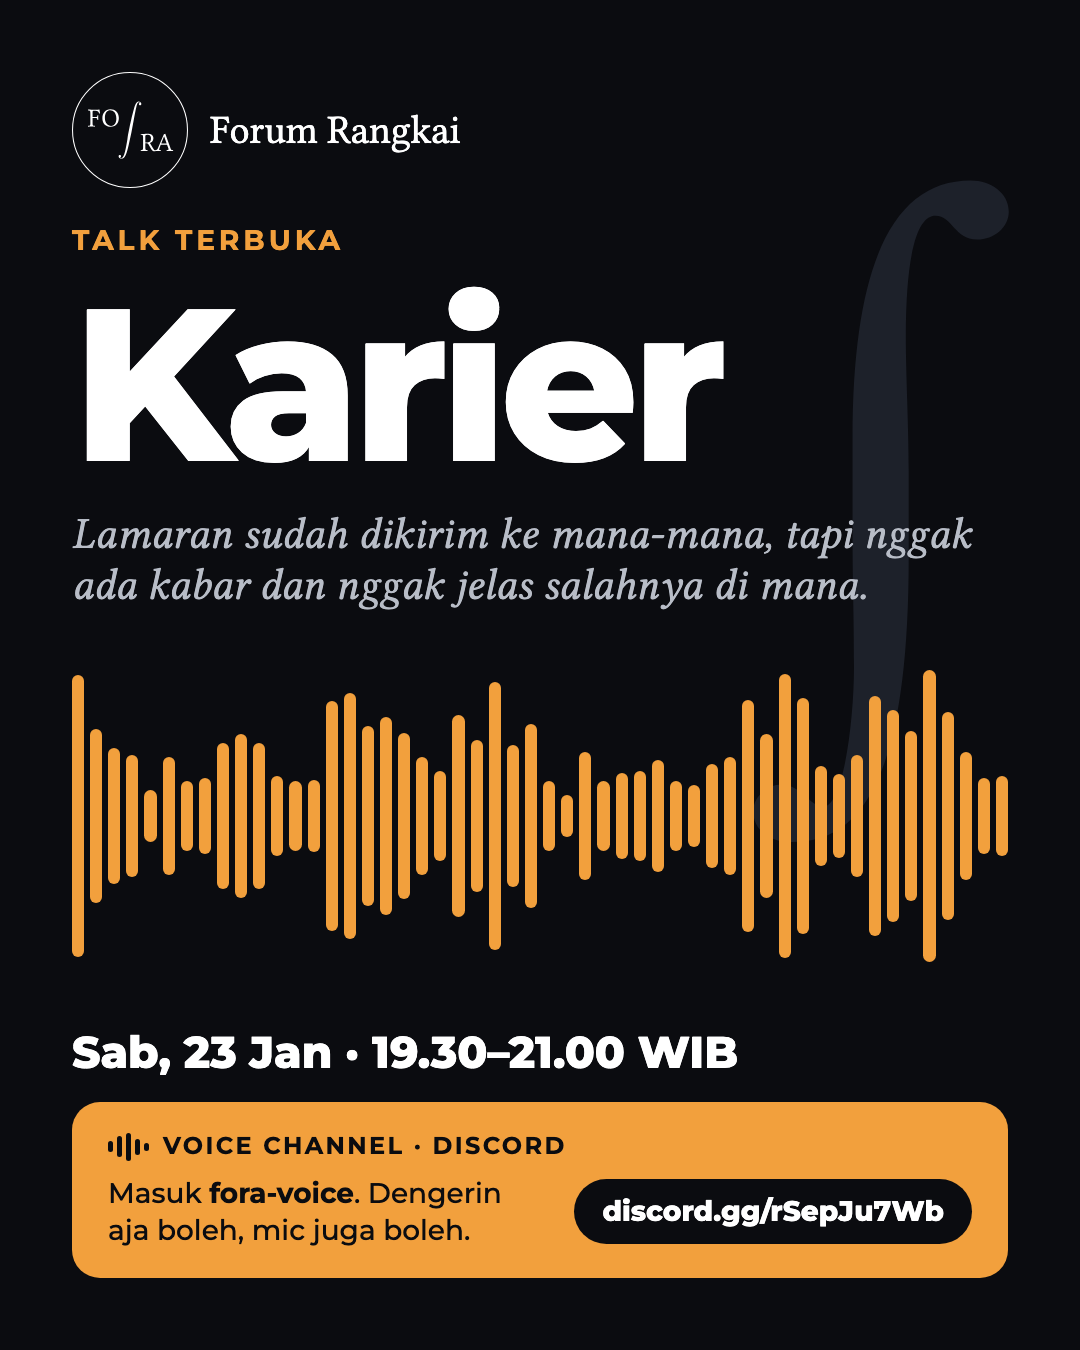 FO RA
Forum Rangkai
TALK TERBUKA
Karier
Lamaran sudah dikirim ke mana-mana, tapi nggak
ada kabar dan nggak jelas salahnya di mana.
Sab, 23 Jan · 19.30–21.00 WIB
VOICE CHANNEL · DISCORD
Masuk fora-voice. Dengerin
aja boleh, mic juga boleh.
discord.gg/rSepJu7Wb